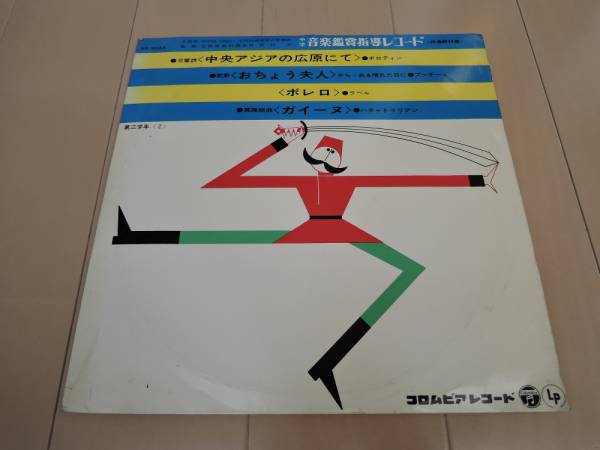 中学 音楽鑑賞指導レコード
●交響詩〈中央アジアの広原にて〉●ボロディン
●歌劇〈おちょう夫人〉から・ある晴れた日に●プッチーニ
〈ボレロ〉●ラベル
●舞踊組曲〈ガイーヌ〉●ハチャトゥリアン
第三学年（2）
コロムビアレコード
Lp